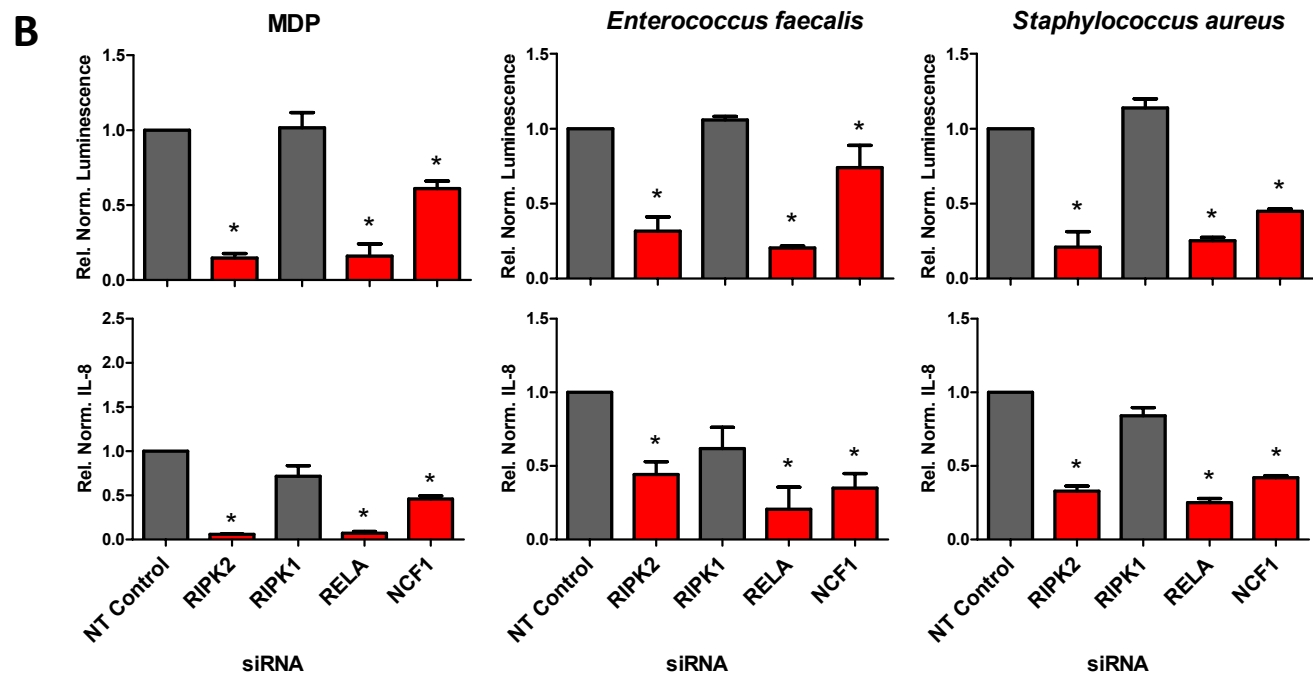 B
MDP
Enterococcus faecalis
Staphylococcus aureus
Rel. Norm. Luminescence
1.5
1.0
0.5
0.0
*
*
*
Rel. Norm. Luminescence
1.5
1.0
0.5
0.0
*
*
*
Rel. Norm. Luminescence
1.5
1.0
0.5
0.0
*
*
*
Rel. Norm. IL-8
2.5
2.0
1.5
1.0
0.5
0.0
*
*
*
Rel. Norm. IL-8
1.5
1.0
0.5
0.0
*
*
*
Rel. Norm. IL-8
1.5
1.0
0.5
0.0
*
*
*
NT Control
RIPK2
RIPK1
RELA
NCF1
siRNA
NT Control
RIPK2
RIPK1
RELA
NCF1
siRNA
NT Control
RIPK2
RIPK1
RELA
NCF1
siRNA